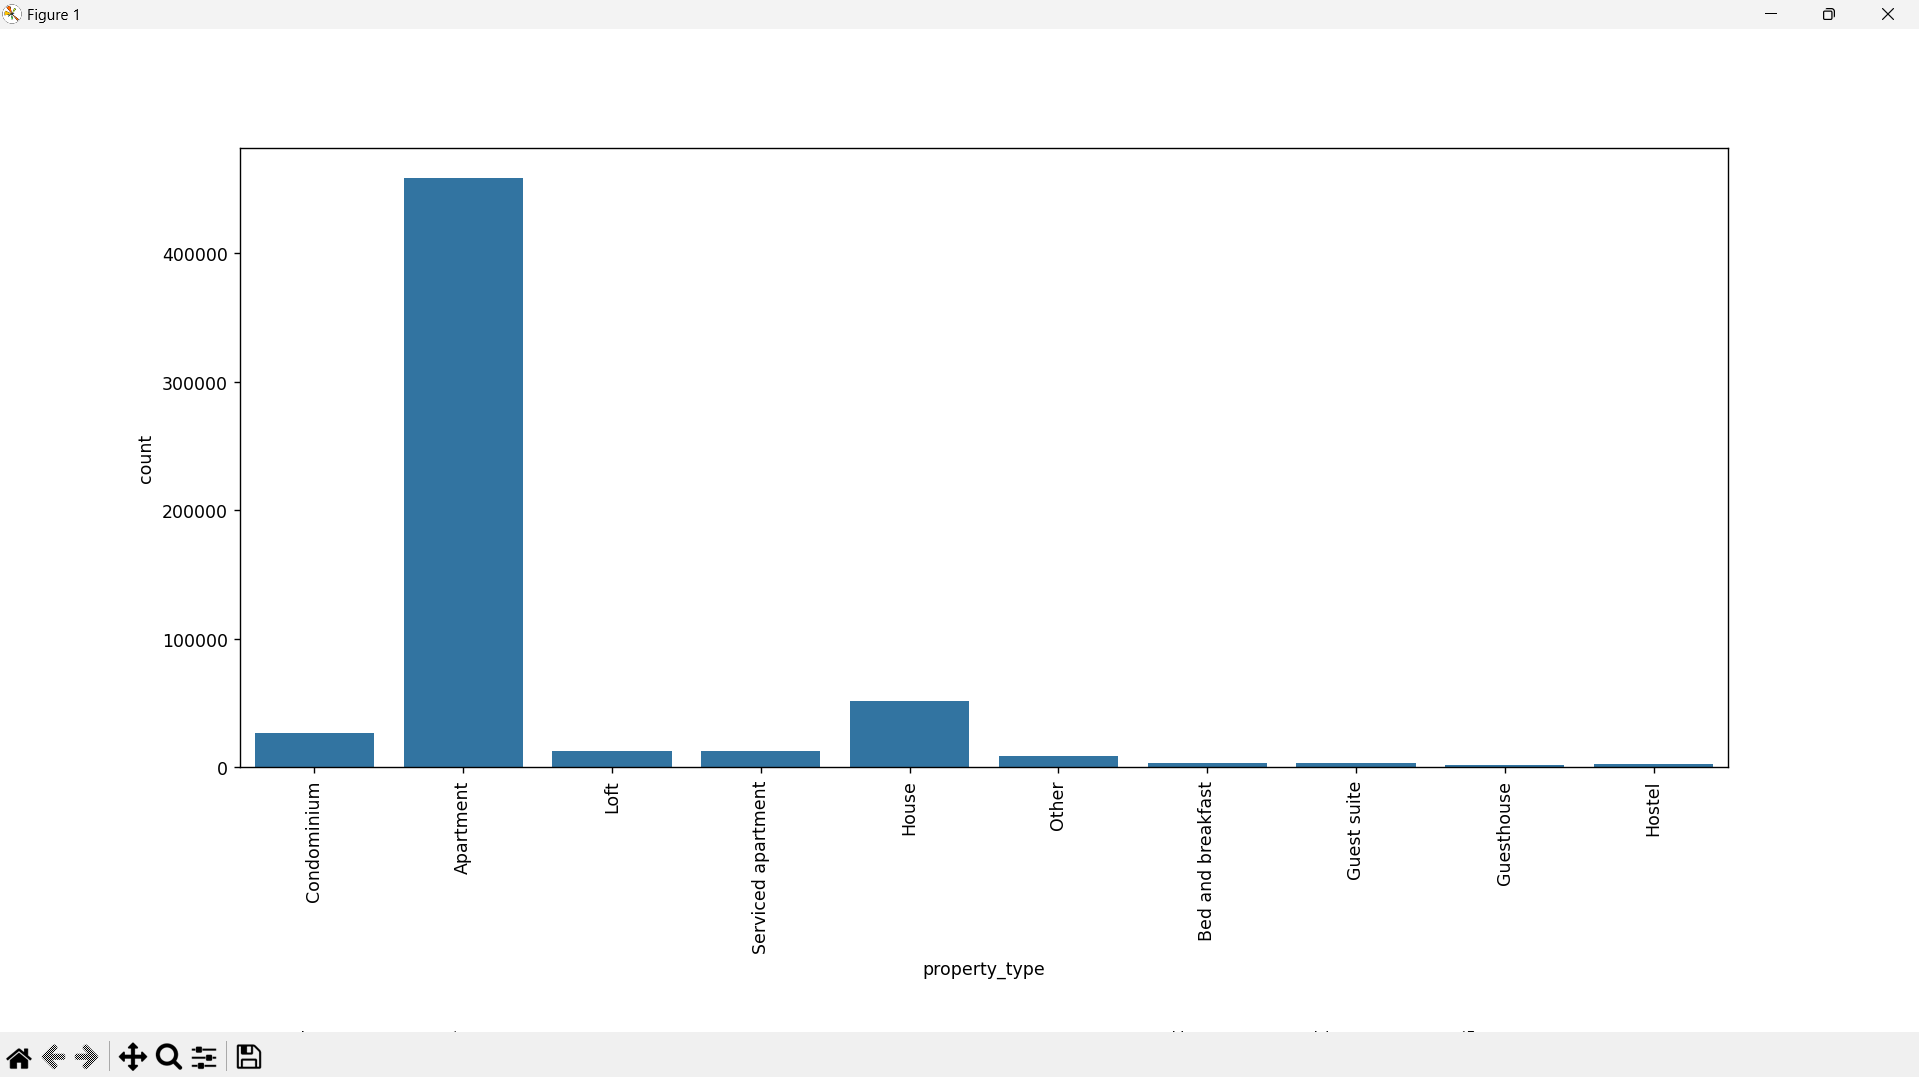 Figure 1
count
400000
300000
200000
100000
0
Condominium
Apartment
Loft
Serviced apartment
House
Other
Bed and breakfast
Guest suite
Guesthouse
Hostel
property_type